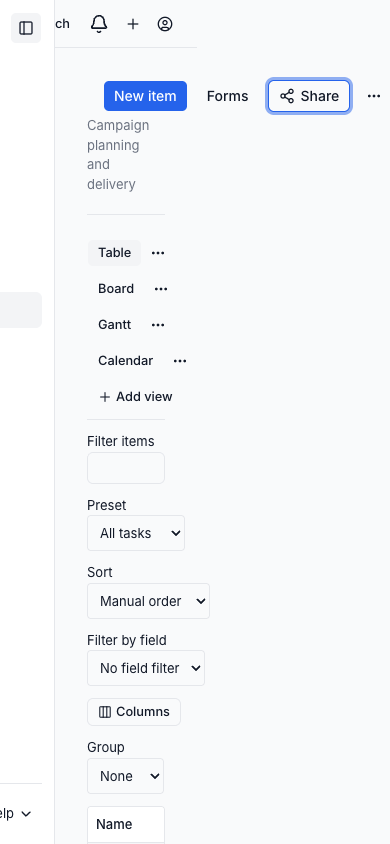 ch
New item
Forms
Share
Campaign
planning
and
delivery
Table
Board
Gantt
Calendar
Add view
Filter items
Preset
All tasks
Sort
Manual order
Filter by field
No field filter
Columns
Group
None
elp
Name